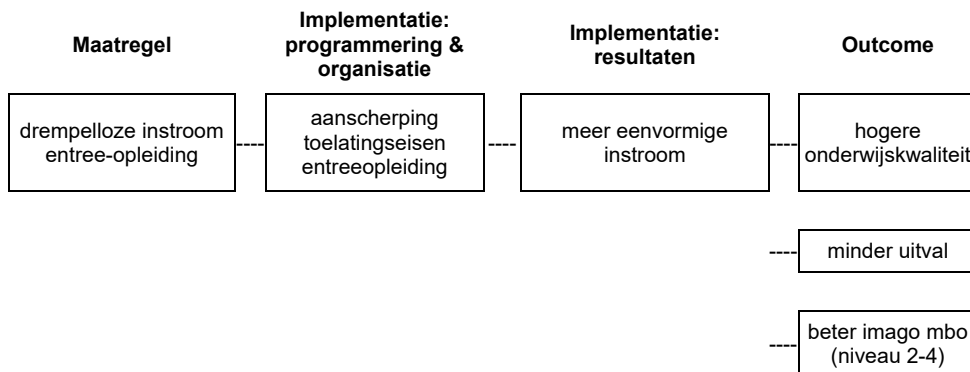 Maatregel
Implementatie:
programmering &
organisatie
Implementatie:
resultaten
Outcome
drempelloze instroom
entree-opleiding
----
aanscherping
toelatingseisen
entreeopleiding
----
meer eenvormige
instroom
----
hogere
onderwijskwaliteit
----
minder uitval
----
beter imago mbo
(niveau 2-4)